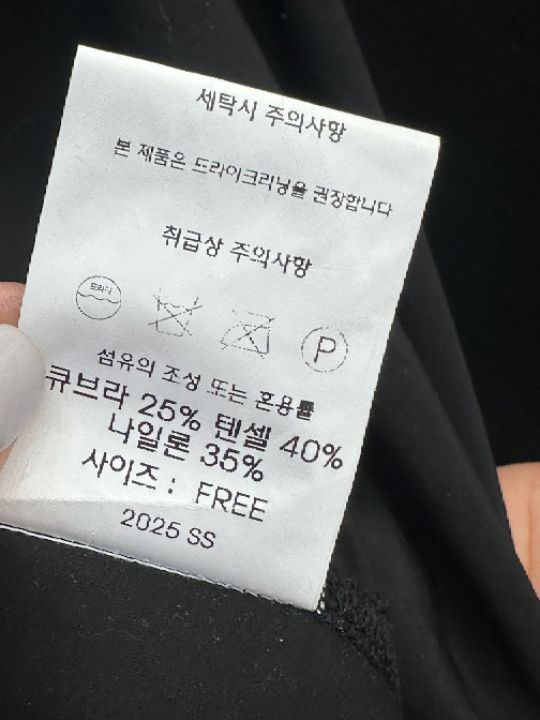 세탁시 주의사항
본 제품은 드라이크리닝을 권장합니다
취급상 주의사항
드라이
P
섬유의 조성 또는 혼용률
큐브라 25% 텐셀 40%
나일론 35%
사이즈 : FREE
2025 SS